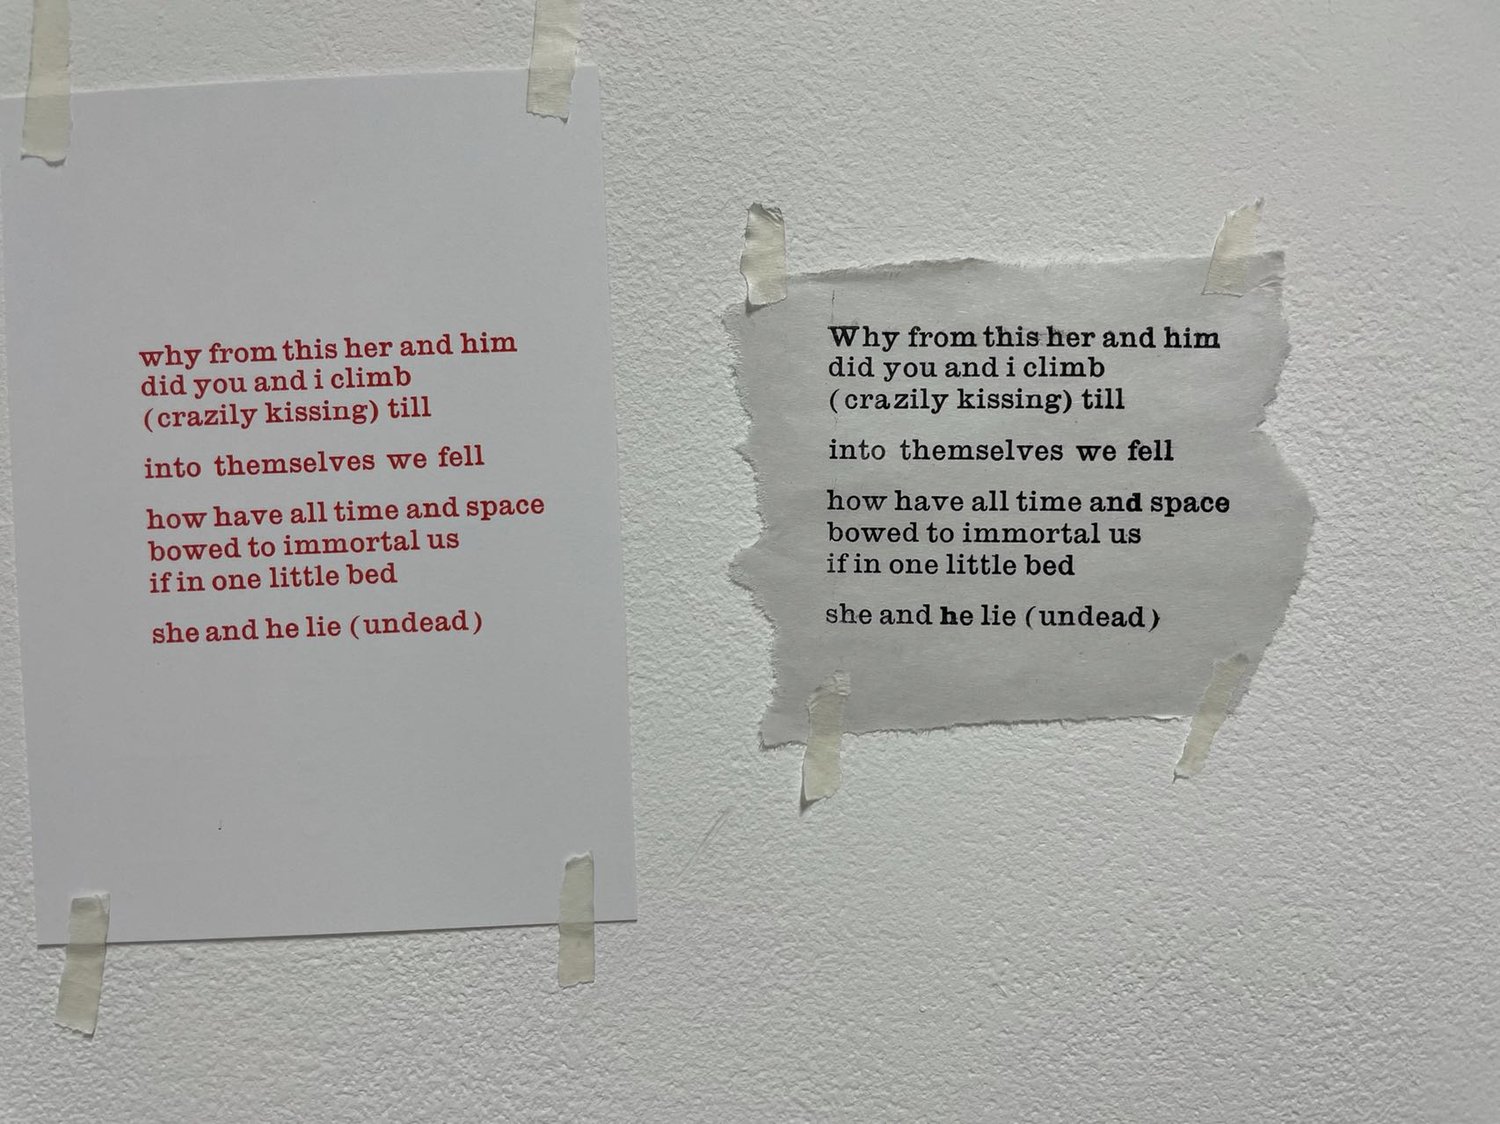 why from this her and him
did you and i climb
(crazily kissing) till
into themselves we fell
how have all time and space
bowed to immortal us
if in one little bed
she and he lie (undead)
Why from this her and him
did you and i climb
(crazily kissing) till
into themselves we fell
how have all time and space
bowed to immortal us
if in one little bed
she and he lie (undead)